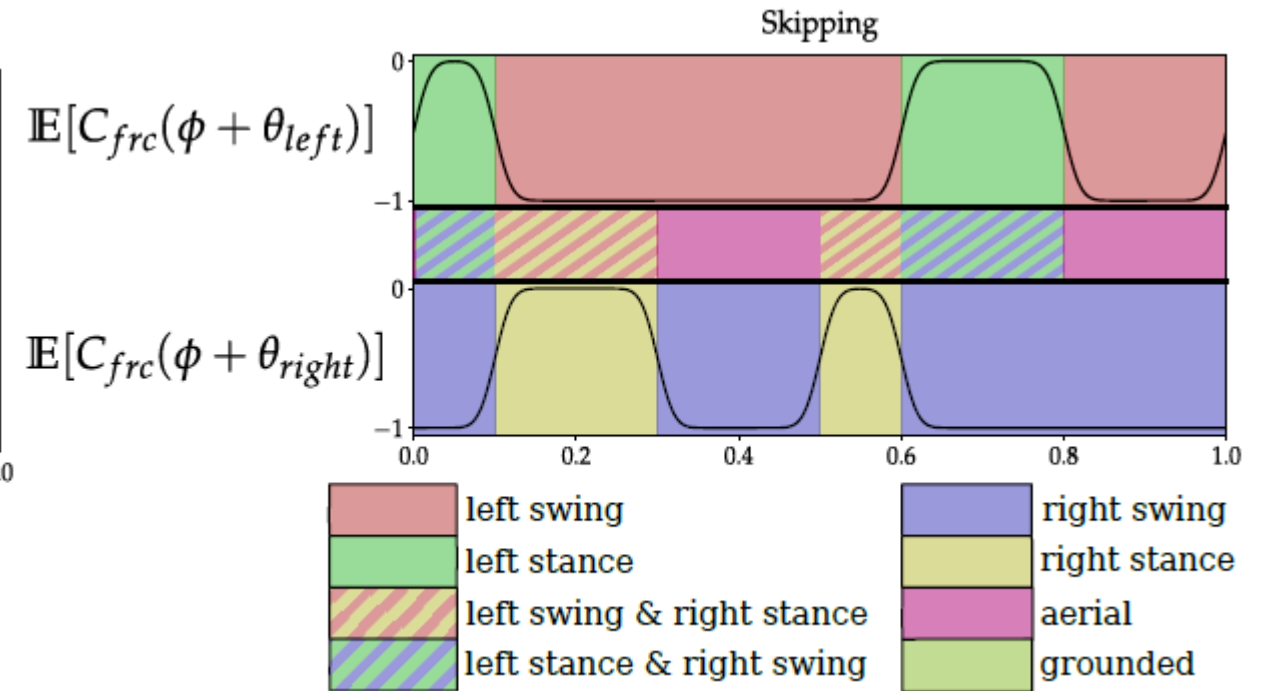 Skipping
0
𝔼[C_frc(ϕ + θ_left)]
−1
0
𝔼[C_frc(ϕ + θ_right)]
−1
0.0 0.2 0.4 0.6 0.8 1.0
0
left swing right swing
left stance right stance
left swing & right stance aerial
left stance & right swing grounded